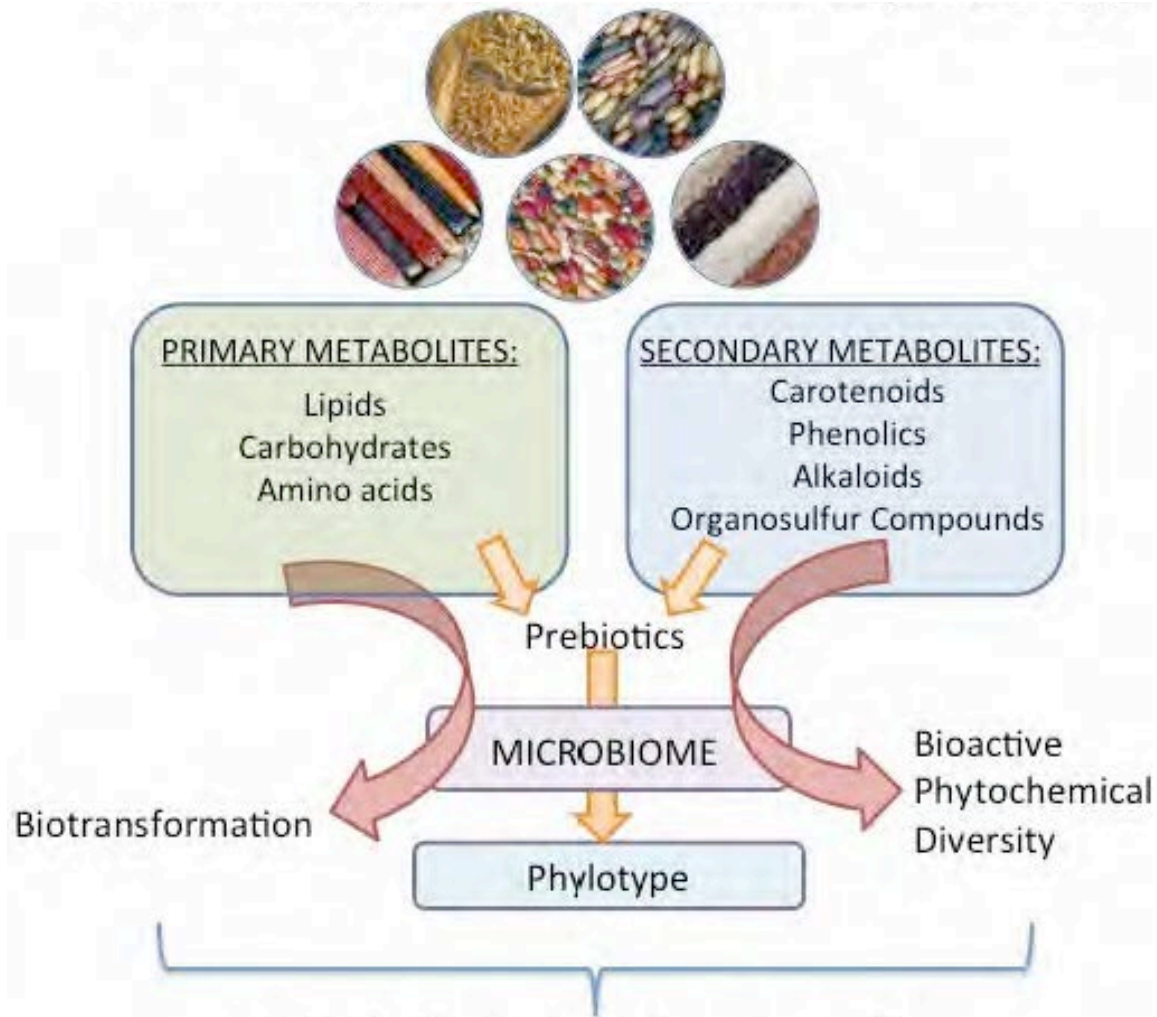 PRIMARY METABOLITES:
Lipids
Carbohydrates
Amino acids
SECONDARY METABOLITES:
Carotenoids
Phenolics
Alkaloids
Organosulfur Compounds
Prebiotics
MICROBIOME
Biotransformation
Bioactive
Phytochemical
Diversity
Phylotype